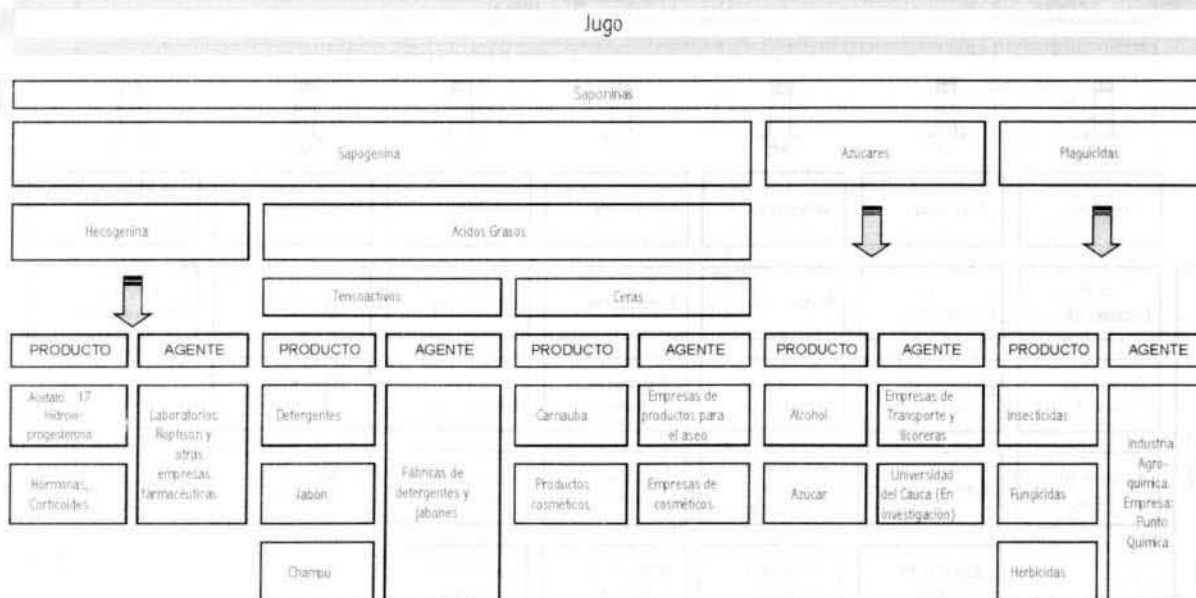 Jugo
Saponinas
Sapogenina
Azúcares
Plaguicidas
Hecogenina
Acidos Grasos
Tensoactivos
Ceras
PRODUCTO
AGENTE
PRODUCTO
AGENTE
PRODUCTO
AGENTE
PRODUCTO
AGENTE
PRODUCTO
AGENTE
Acetato 17
Hidroxi-
progesterona
Hormonas,
Corticoides
Laboratorios
y
otras
empresas
farmacéuticas
Detergentes
Jabón
Champú
Fábricas de
detergentes y
jabones
Carnauba
Productos
cosméticos
Empresas de
productos para
el aseo
Empresas de
cosméticos
Alcohol
Azúcar
Empresas de
Transporte y
licoreras
Universidad
del Cauca (En
investigación)
Insecticidas
Fungicidas
Herbicidas
Industria
Agro-
química.
Empresa:
Punto
Química